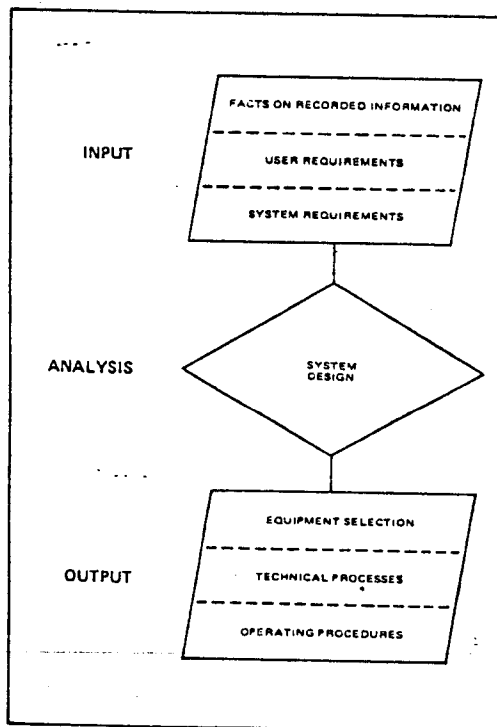 FACTS ON RECORDED INFORMATION
INPUT
USER REQUIREMENTS
SYSTEM REQUIREMENTS
ANALYSIS
SYSTEM
DESIGN
EQUIPMENT SELECTION
OUTPUT
TECHNICAL PROCESSES
OPERATING PROCEDURES